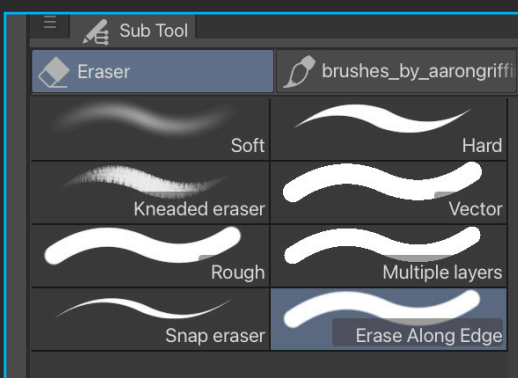 Sub Tool
Eraser
brushes_by_aarongriffi
Soft
Hard
Kneaded eraser
Vector
Rough
Multiple layers
Snap eraser
Erase Along Edge